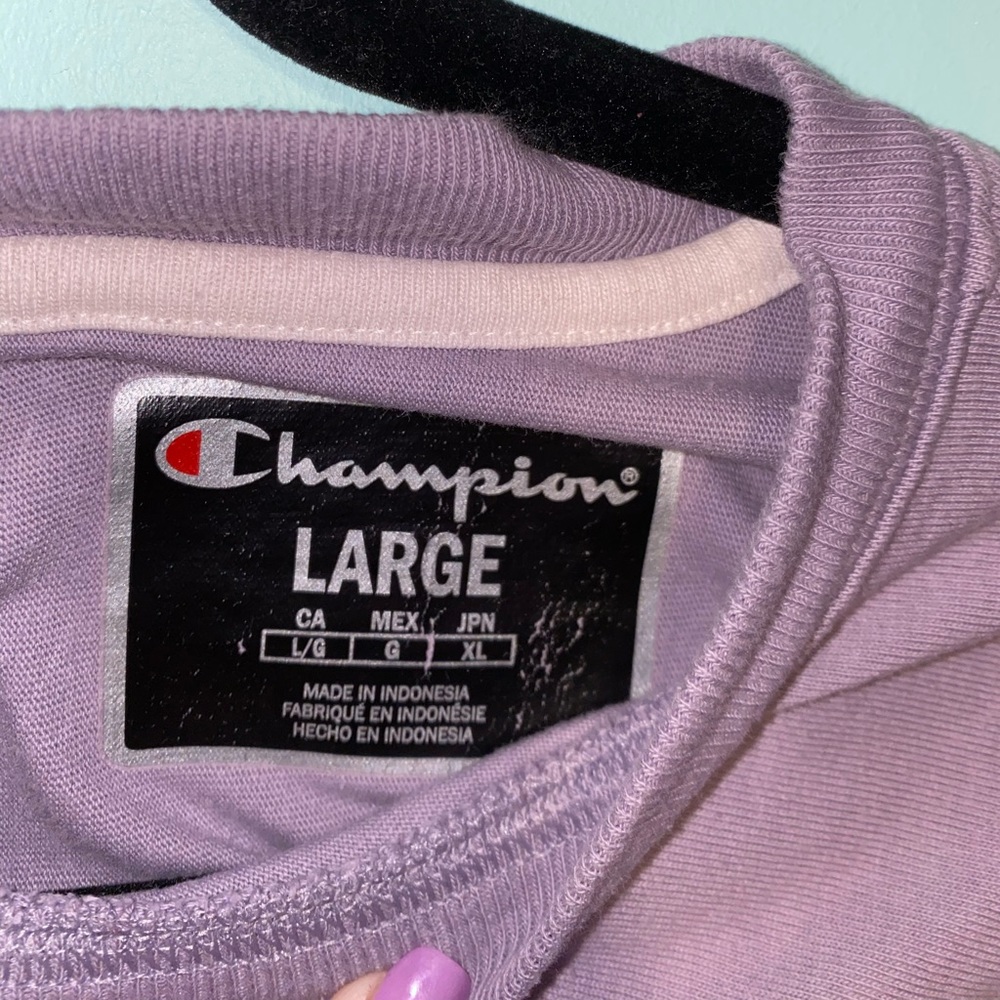 Champion®
LARGE
CA MEX JPN
L/G G XL
MADE IN INDONESIA
FABRIQUÉ EN INDONÉSIE
HECHO EN INDONESIA